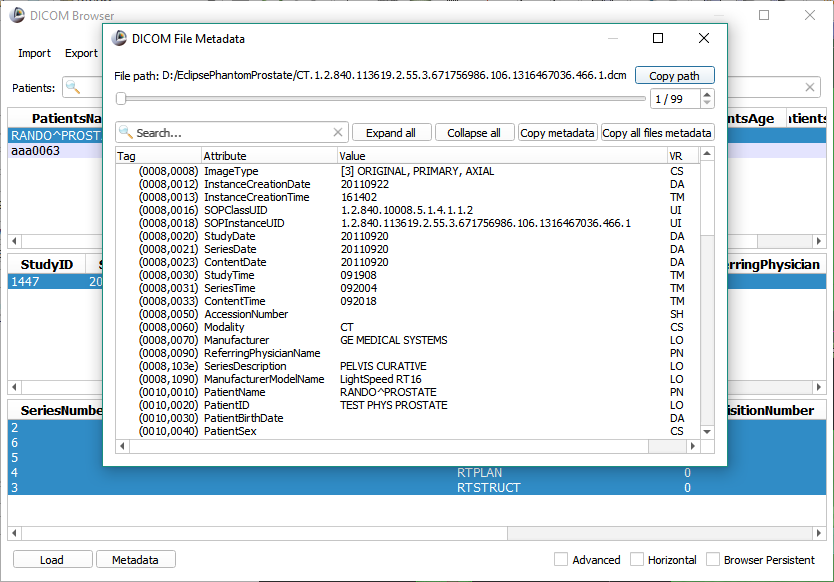 DICOM Browser
DICOM File Metadata
Import Export
File path: D:/EclipsePhantomProstate/CT.1.2.840.113619.2.55.3.671756986.106.1316467036.466.1.dcm Copy path
Patients:
1 / 99
Search... Expand all Collapse all Copy metadata Copy all files metadata
PatientsNa ntsAge atients
RANDO^PROST
aaa0063
Tag Attribute Value VR
(0008,0008) ImageType [3] ORIGINAL, PRIMARY, AXIAL CS
(0008,0012) InstanceCreationDate 20110922 DA
(0008,0013) InstanceCreationTime 161402 TM
(0008,0016) SOPClassUID 1.2.840.10008.5.1.4.1.1.2 UI
(0008,0018) SOPInstanceUID 1.2.840.113619.2.55.3.671756986.106.1316467036.466.1 UI
(0008,0020) StudyDate 20110920 DA
(0008,0021) SeriesDate 20110920 DA
(0008,0023) ContentDate 20110920 DA
(0008,0030) StudyTime 091908 TM
(0008,0031) SeriesTime 092004 TM
(0008,0033) ContentTime 092018 TM
(0008,0050) AccessionNumber SH
(0008,0060) Modality CT CS
(0008,0070) Manufacturer GE MEDICAL SYSTEMS LO
(0008,0090) ReferringPhysicianName PN
(0008,103e) SeriesDescription PELVIS CURATIVE LO
(0008,1090) ManufacturerModelName LightSpeed RT16 LO
(0010,0010) PatientName RANDO^PROSTATE PN
(0010,0020) PatientID TEST PHYS PROSTATE LO
(0010,0030) PatientBirthDate DA
(0010,0040) PatientSex CS
StudyID S rringPhysician
1447 20
SeriesNumbe isitionNumber
2
6
5
4 RTPLAN 0
3 RTSTRUCT 0
Load Metadata Advanced Horizontal Browser Persistent